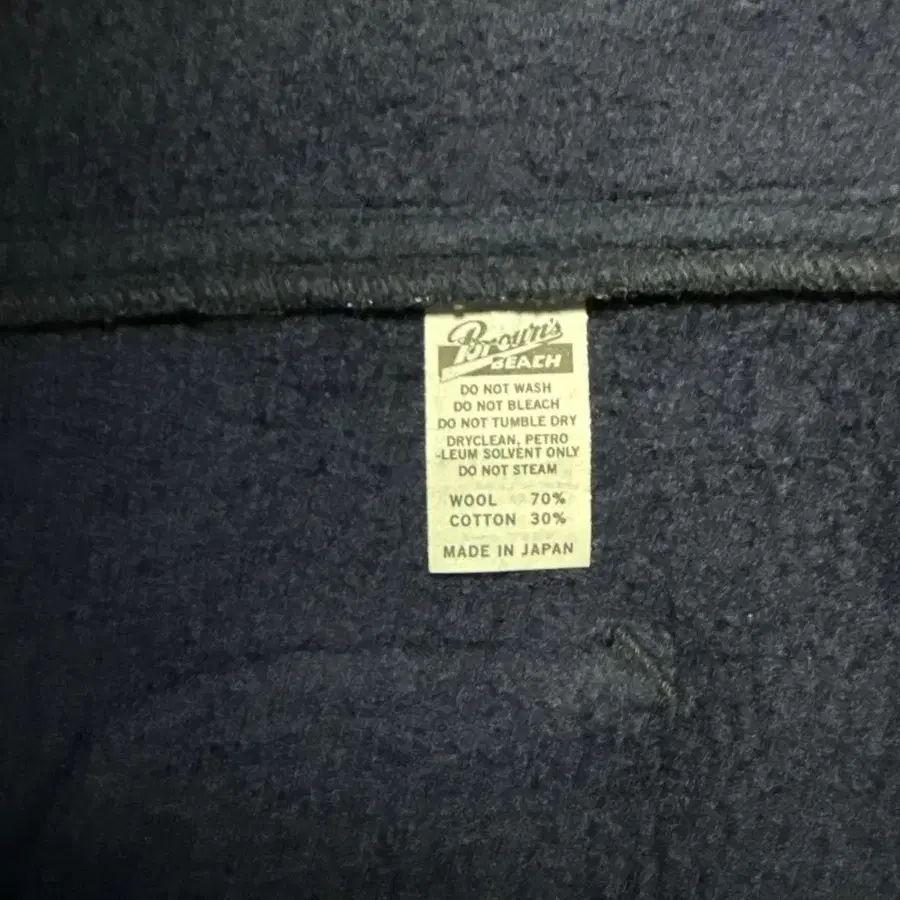 Brown's
BEACH
DO NOT WASH
DO NOT BLEACH
DO NOT TUMBLE DRY
DRYCLEAN, PETRO
-LEUM SOLVENT ONLY
DO NOT STEAM
WOOL 70%
COTTON 30%
MADE IN JAPAN